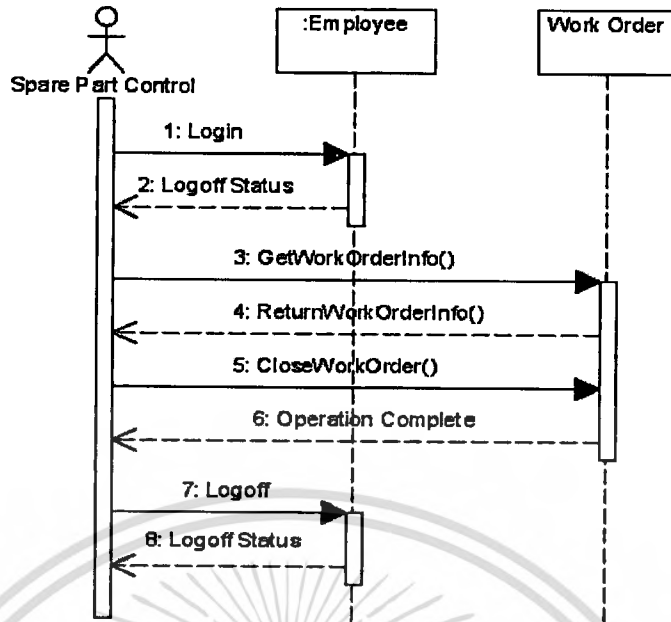 :Employee
Work Order
Spare Part Control
1: Login
2: Logoff Status
3: GetWorkOrderInfo()
4: ReturnWorkOrderInfo()
5: CloseWorkOrder()
6: Operation Complete
7: Logoff
8: Logoff Status